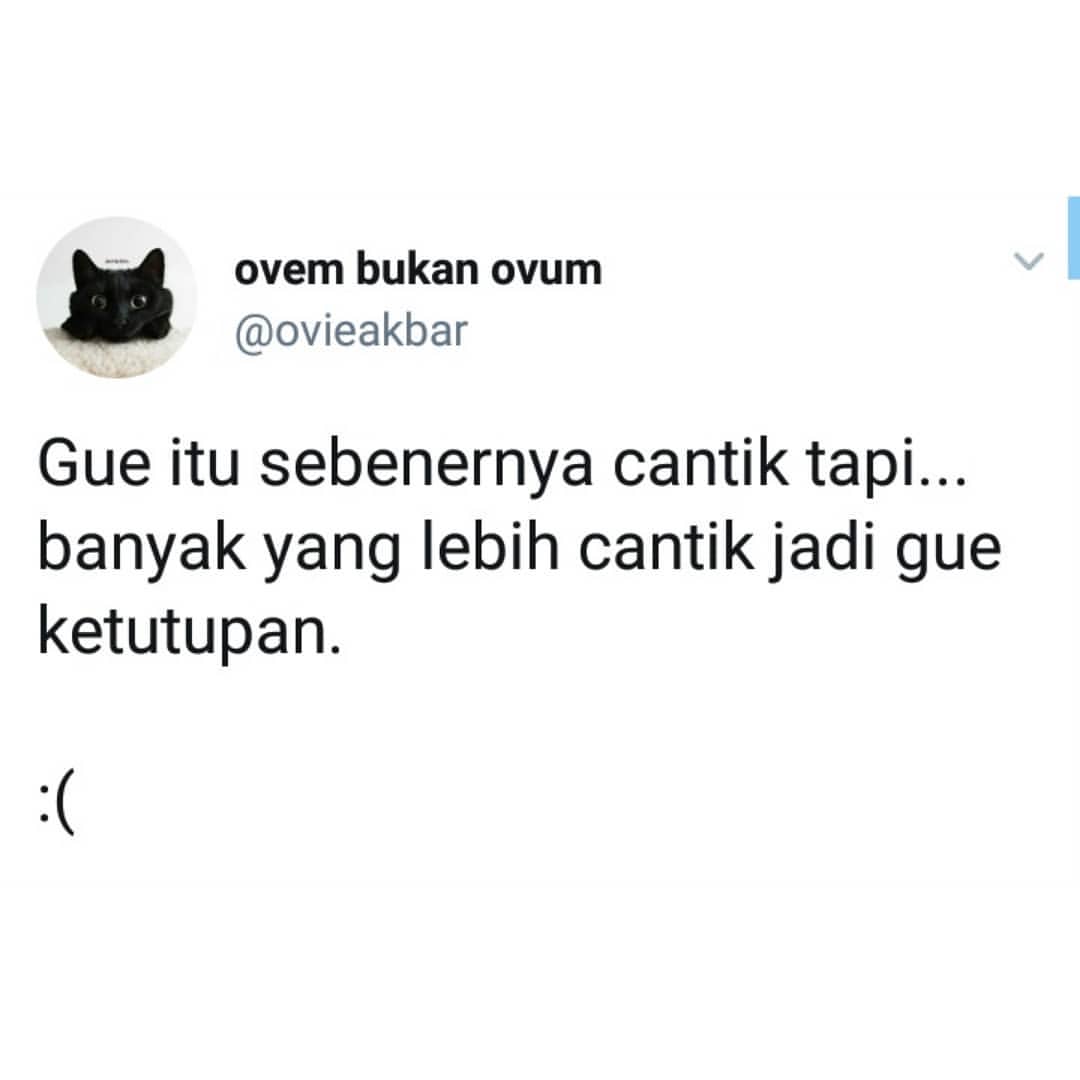 ovem bukan ovum
@ovieakbar
Gue itu sebenernya cantik tapi...
banyak yang lebih cantik jadi gue
ketutupan.
:(